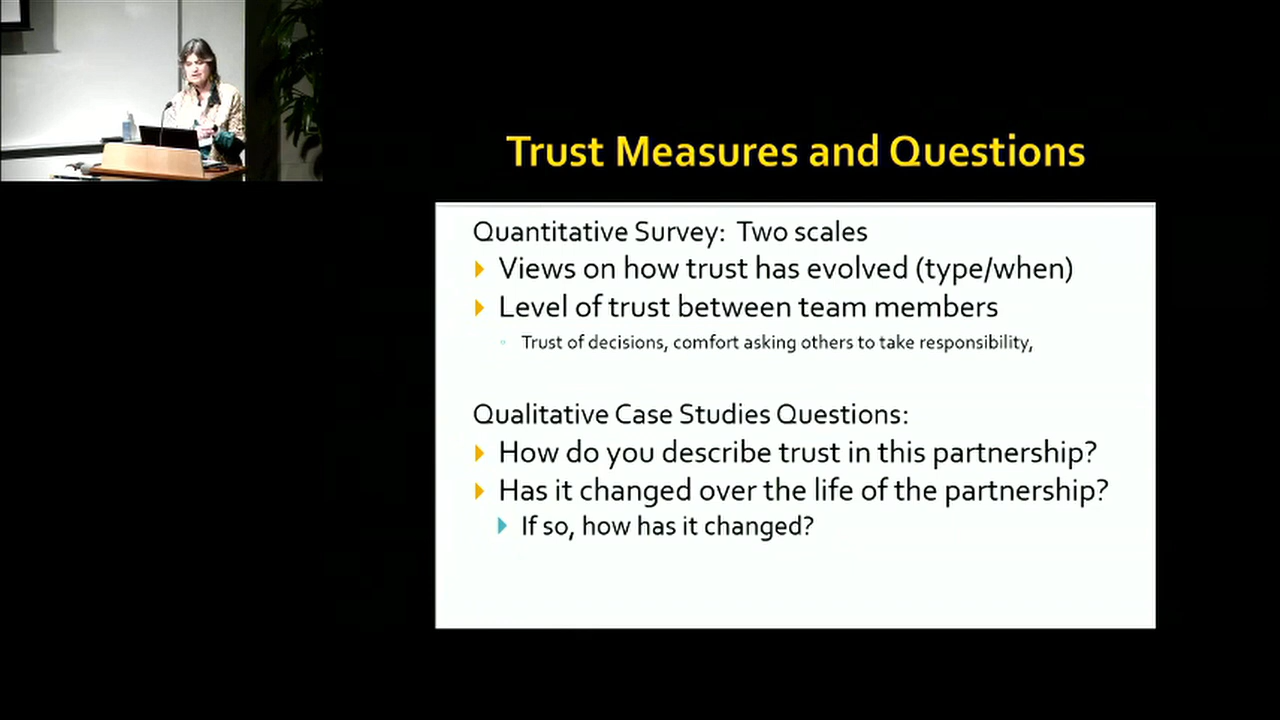 Trust Measures and Questions
Quantitative Survey: Two scales
Views on how trust has evolved (type/when)
Level of trust between team members
Trust of decisions, comfort asking others to take responsibility,
Qualitative Case Studies Questions:
How do you describe trust in this partnership?
Has it changed over the life of the partnership?
If so, how has it changed?